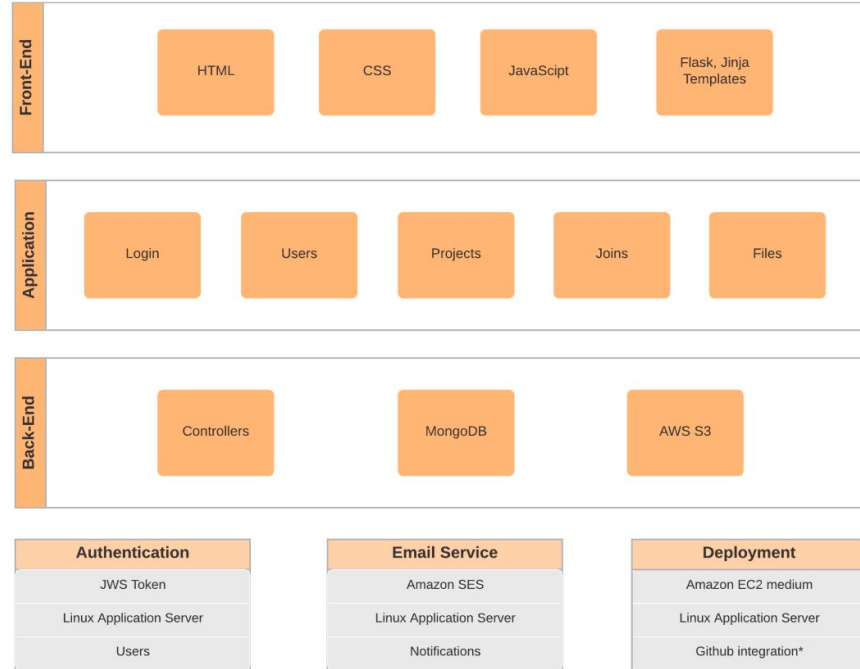 Front-End
HTML
CSS
JavaScipt
Flask, Jinja
Templates
Application
Login
Users
Projects
Joins
Files
Back-End
Controllers
MongoDB
AWS S3
Authentication
JWS Token
Linux Application Server
Users
Email Service
Amazon SES
Linux Application Server
Notifications
Deployment
Amazon EC2 medium
Linux Application Server
Github integration*